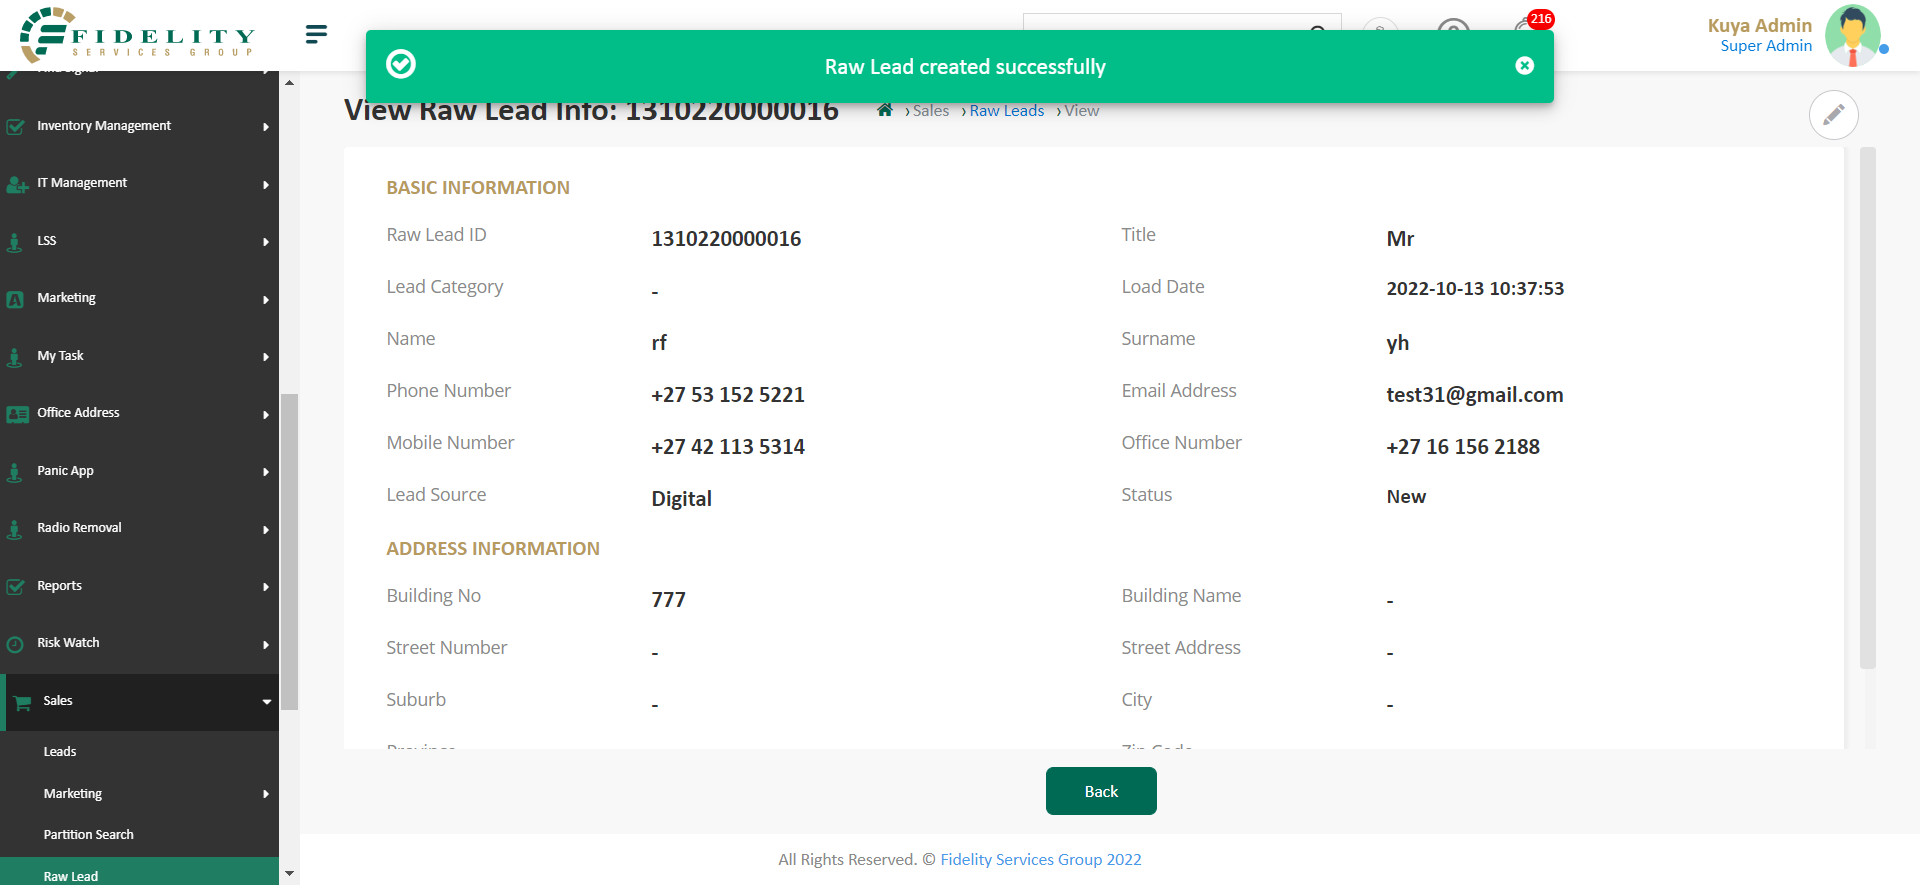 FIDELITY
SERVICES GROUP
216
Kuya Admin
Super Admin
Raw Lead created successfully
View Raw Lead Info: 1310220000016
› Sales › Raw Leads › View
Inventory Management
IT Management
LSS
Marketing
My Task
Office Address
Panic App
Radio Removal
Reports
Risk Watch
Sales
Leads
Marketing
Partition Search
Raw Lead
BASIC INFORMATION
Raw Lead ID 1310220000016 Title Mr
Lead Category - Load Date 2022-10-13 10:37:53
Name rf Surname yh
Phone Number +27 53 152 5221 Email Address test31@gmail.com
Mobile Number +27 42 113 5314 Office Number +27 16 156 2188
Lead Source Digital Status New
ADDRESS INFORMATION
Building No 777 Building Name -
Street Number - Street Address -
Suburb - City -
Back
All Rights Reserved. © Fidelity Services Group 2022